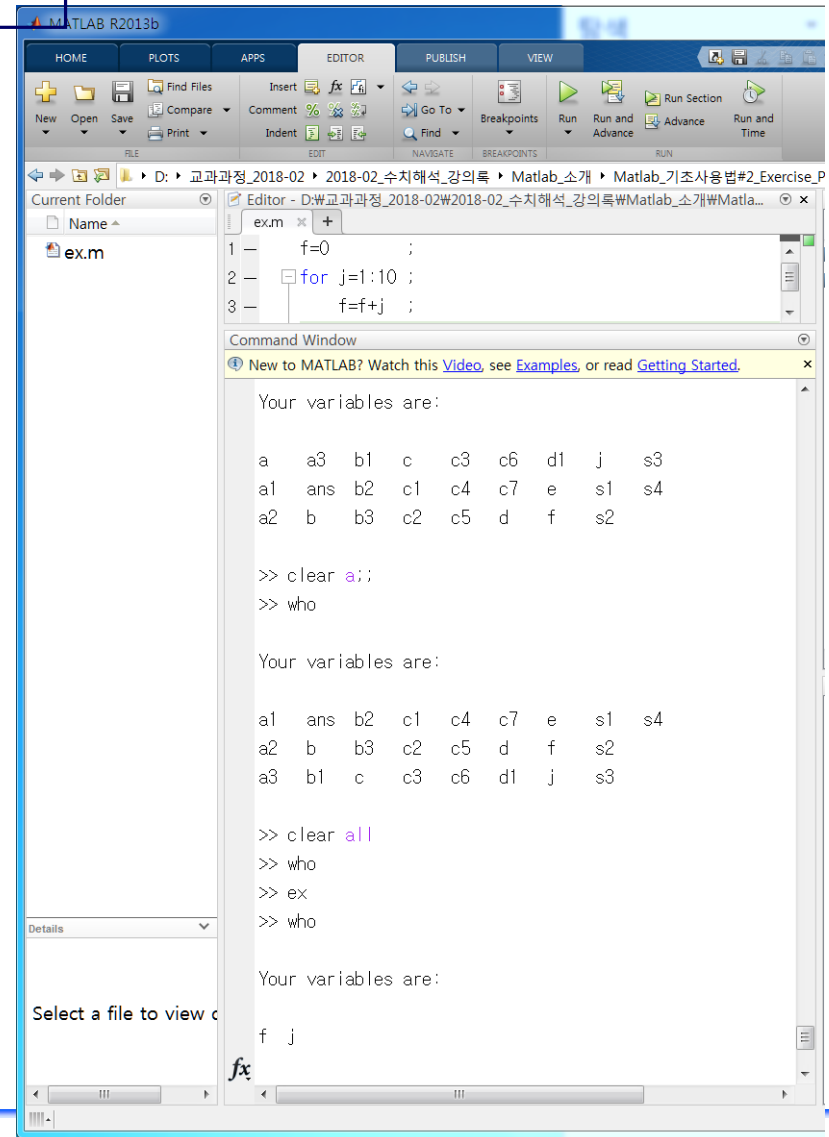 MATLAB R2013b
HOME PLOTS APPS EDITOR PUBLISH VIEW
New Open Save Find Files Compare Print
FILE
Insert fx
Comment
Indent
EDIT
Go To
Find
NAVIGATE
Breakpoints
BREAKPOINTS
Run Run and Advance Run Section Advance Run and Time
RUN
D: ▸ 교과과정_2018-02 ▸ 2018-02_수치해석_강의록 ▸ Matlab_소개 ▸ Matlab_기초사용법#2_Exercise_P
Current Folder
Name
ex.m
Editor - D:₩교과과정_2018-02₩2018-02_수치해석_강의록₩Matlab_소개₩Matla...
ex.m × +
1 – f=0 ;
2 – for j=1:10 ;
3 – f=f+j ;
Command Window
New to MATLAB? Watch this Video, see Examples, or read Getting Started.
Your variables are:
a a3 b1 c c3 c6 d1 j s3
a1 ans b2 c1 c4 c7 e s1 s4
a2 b b3 c2 c5 d f s2
>> clear a;;
>> who
Your variables are:
a1 ans b2 c1 c4 c7 e s1 s4
a2 b b3 c2 c5 d f s2
a3 b1 c c3 c6 d1 j s3
>> clear all
>> who
>> ex
>> who
Your variables are:
f j
fx
Details
Select a file to view